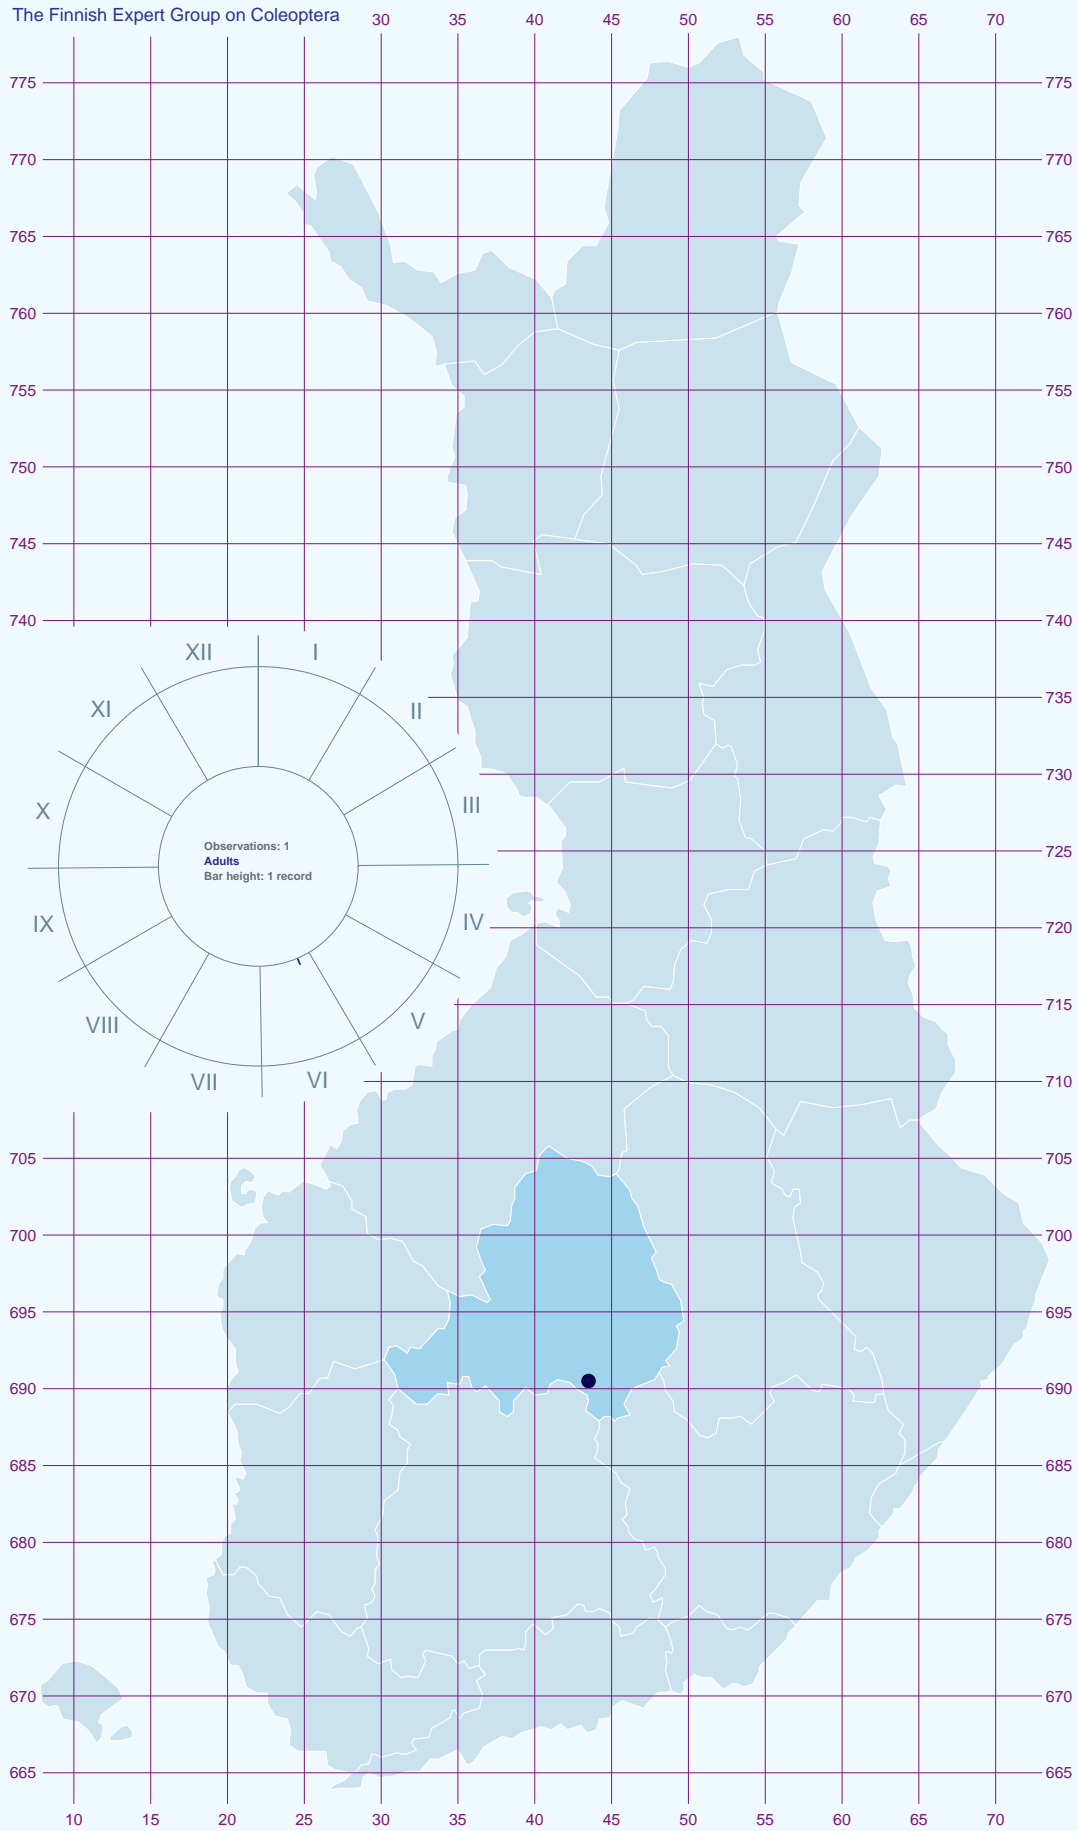 The Finnish Expert Group on Coleoptera
30 35 40 45 50 55 60 65 70
775 775
770 770
765 765
760 760
755 755
750 750
745 745
740 740
XII I
XI II
735
730
X III
725
Observations: 1
Adults
Bar height: 1 record
IX IV
720
715
VIII V
VII VI
710
705 705
700 700
695 695
690 690
685 685
680 680
675 675
670 670
665 665
10 15 20 25 30 35 40 45 50 55 60 65 70